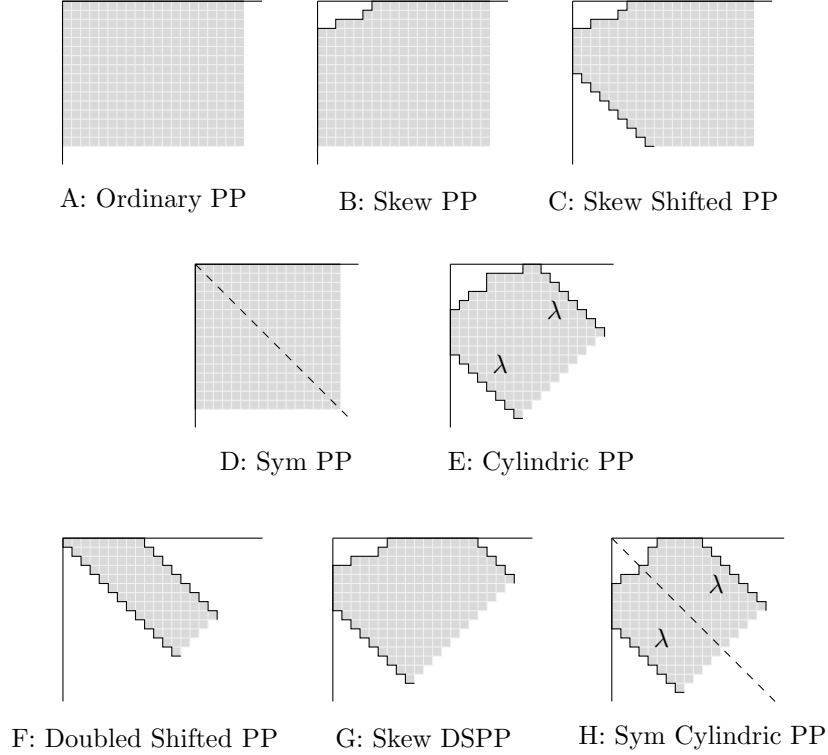 A: Ordinary PP
B: Skew PP
C: Skew Shifted PP
λ
λ
D: Sym PP
E: Cylindric PP
λ
λ
F: Doubled Shifted PP
G: Skew DSPP
H: Sym Cylindric PP